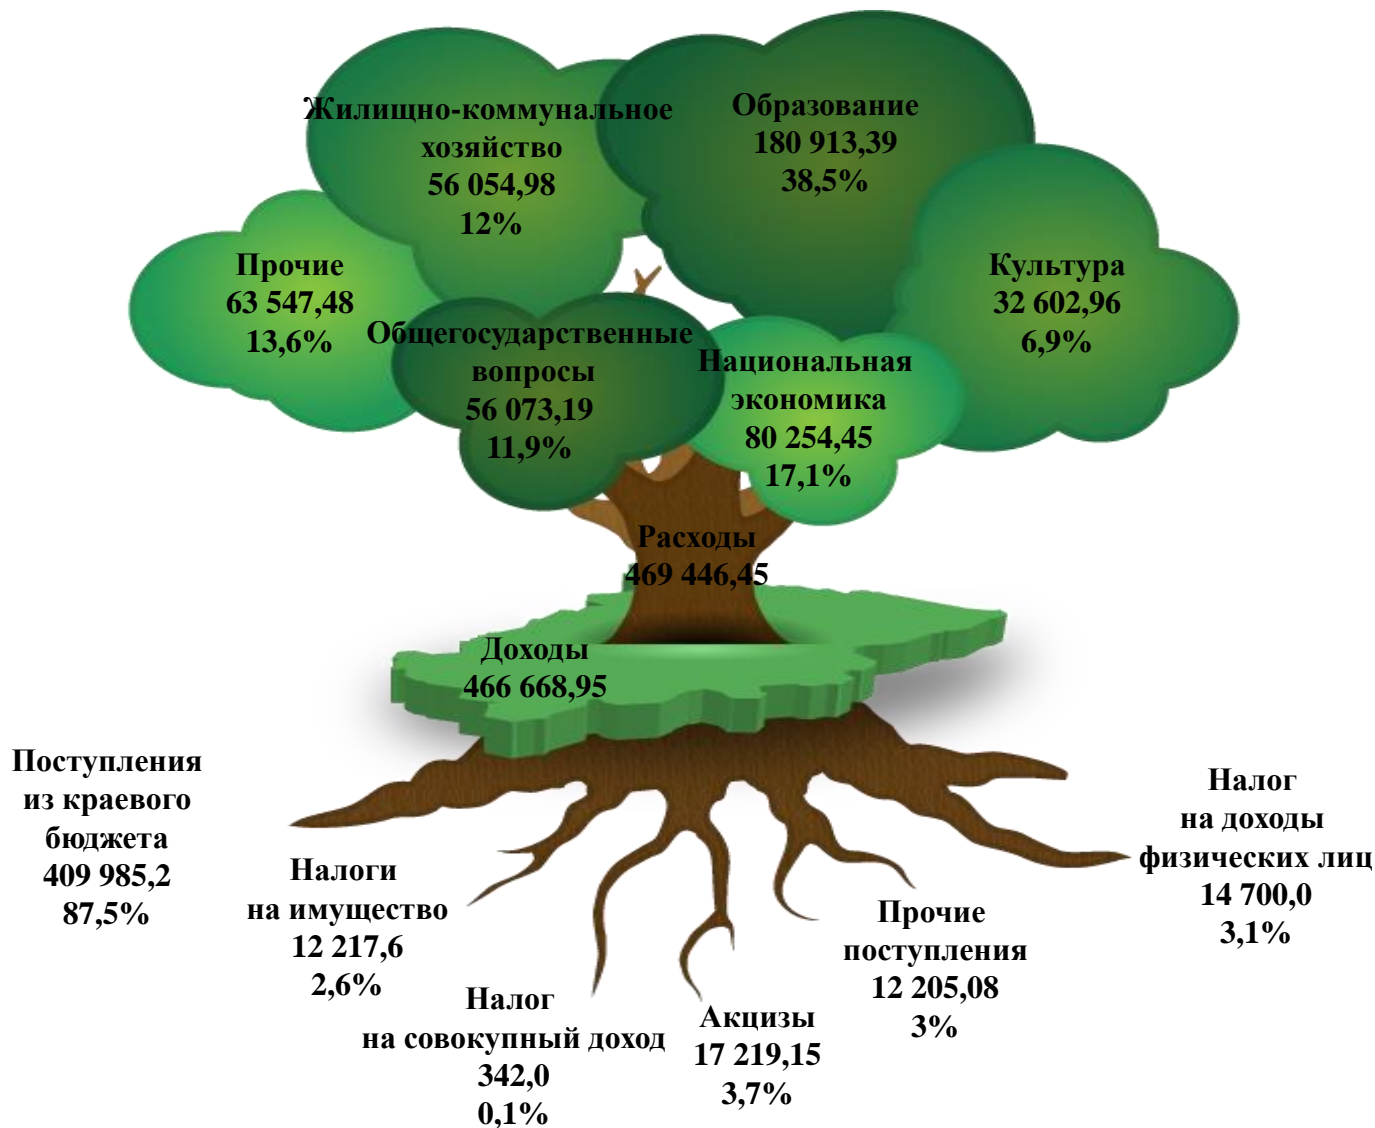 Жилищно-коммунальное
хозяйство
56 054,98
12%
Образование
180 913,39
38,5%
Прочие
63 547,48
13,6%
Культура
32 602,96
6,9%
Общегосударственные
вопросы
56 073,19
11,9%
Национальная
экономика
80 254,45
17,1%
Расходы
469 446,45
Доходы
466 668,95
Поступления
из краевого
бюджета
409 985,2
87,5%
Налоги
на имущество
12 217,6
2,6%
Налог
на совокупный доход
342,0
0,1%
Акцизы
17 219,15
3,7%
Прочие
поступления
12 205,08
3%
Налог
на доходы
физических лиц
14 700,0
3,1%